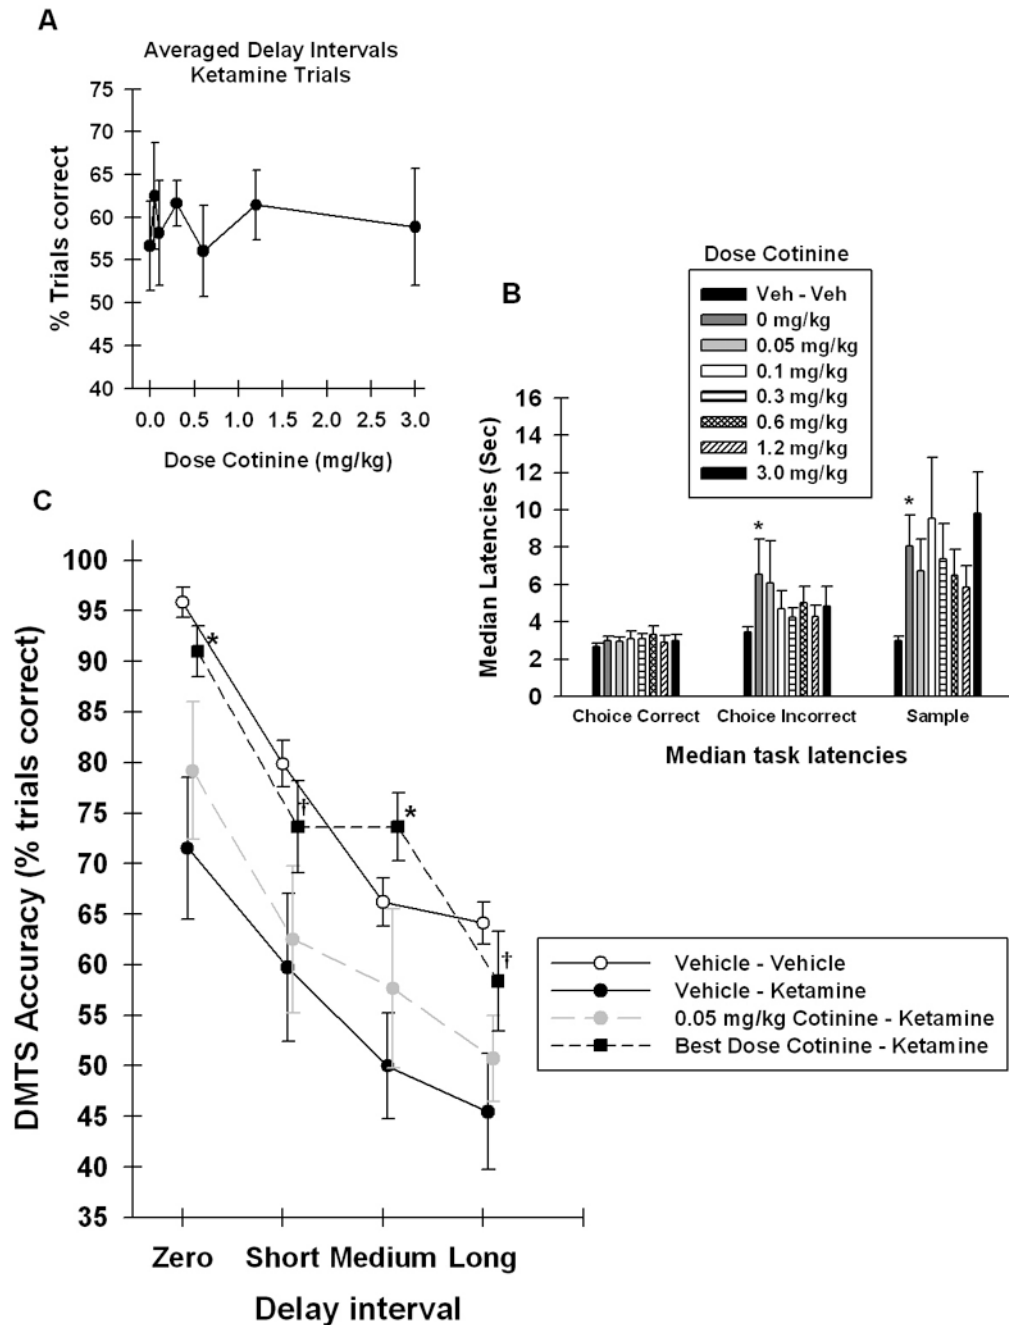 A
Averaged Delay Intervals
Ketamine Trials
% Trials correct
75
70
65
60
55
50
45
40
0.0 0.5 1.0 1.5 2.0 2.5 3.0
Dose Cotinine (mg/kg)
B
Dose Cotinine
Veh - Veh
0 mg/kg
0.05 mg/kg
0.1 mg/kg
0.3 mg/kg
0.6 mg/kg
1.2 mg/kg
3.0 mg/kg
Median Latencies (Sec)
16
14
12
10
8
6
4
2
0
*
*
Choice Correct Choice Incorrect Sample
Median task latencies
C
DMTS Accuracy (% trials correct)
100
95
90
85
80
75
70
65
60
55
50
45
40
35
*
†
*
†
Zero Short Medium Long
Delay interval
Vehicle - Vehicle
Vehicle - Ketamine
0.05 mg/kg Cotinine - Ketamine
Best Dose Cotinine - Ketamine